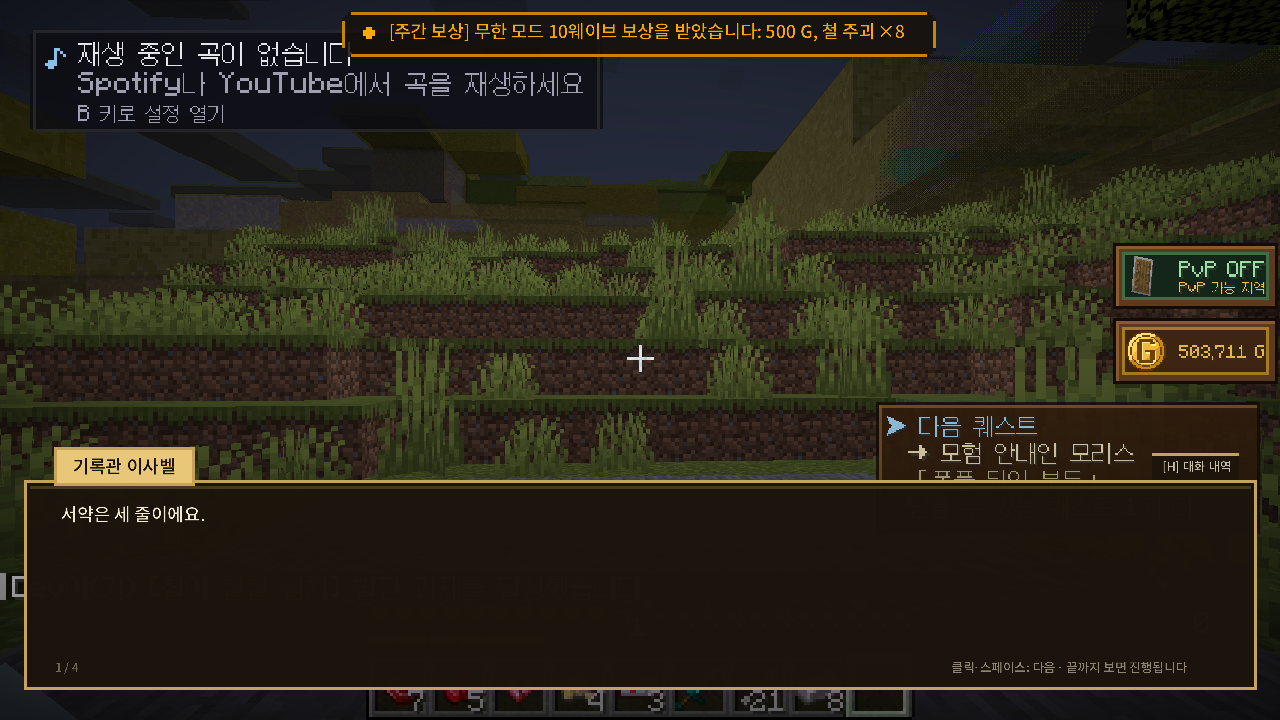 [주간 보상] 무한 모드 10웨이브 보상을 받았습니다: 500 G, 철 주괴 ×8
재생 중인 곡이 없습니다
Spotify나 YouTube에서 곡을 재생하세요
B 키로 설정 열기
PvP OFF
PvP 가능 지역
G 503,711 G
다음 퀘스트
→ 모험 안내인 모리스
[H] 대화 내역
기록관 이사벨
서약은 세 줄이에요.
1 / 4
클릭·스페이스: 다음 · 끝까지 보면 진행됩니다
7 5 4 3 21 8